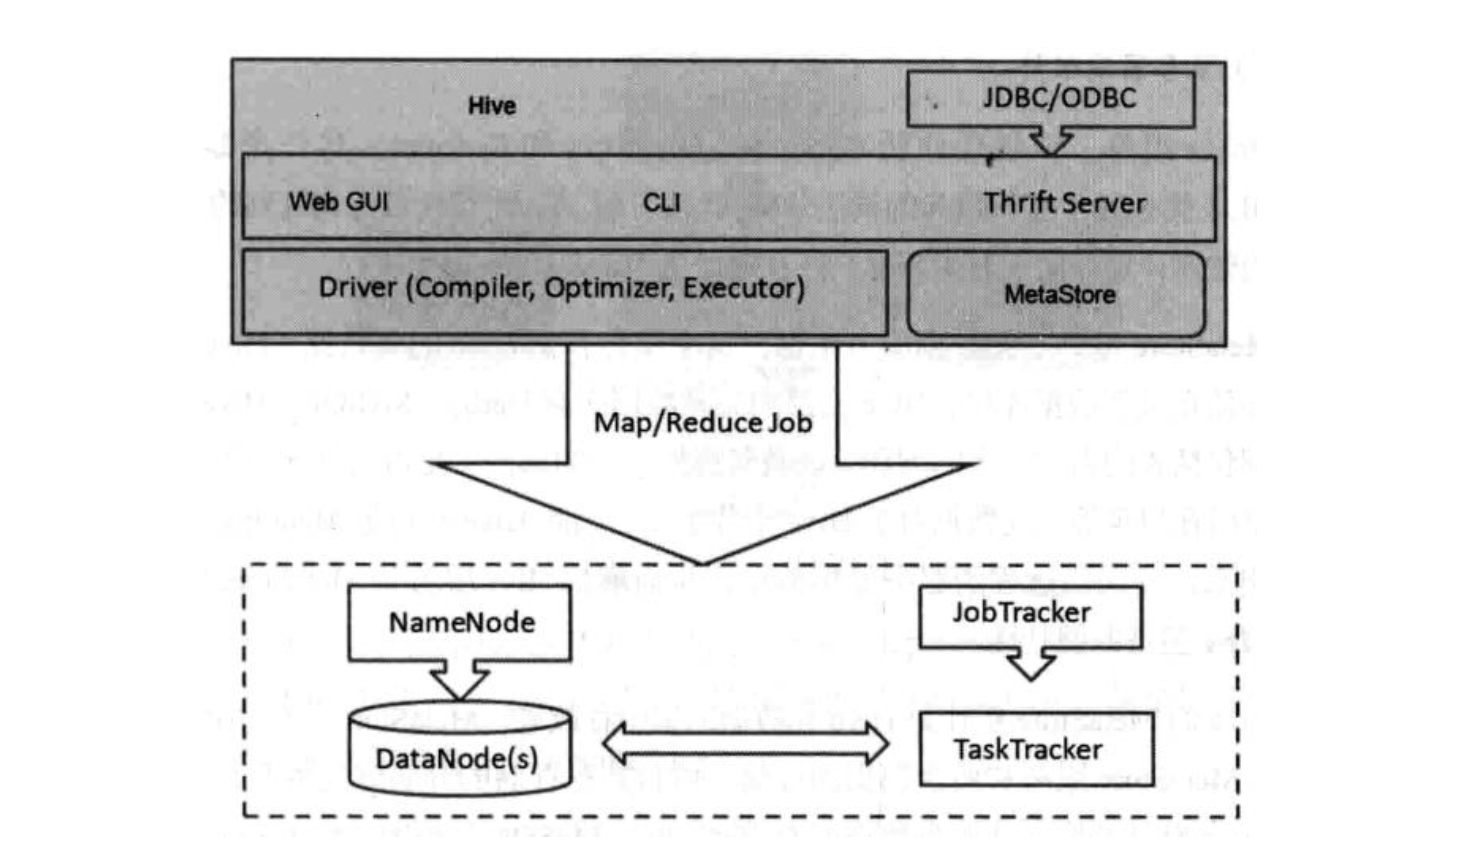 Hive
JDBC/ODBC
Web GUI
CLI
Thrift Server
Driver (Compiler, Optimizer, Executor)
MetaStore
Map/Reduce Job
NameNode
JobTracker
DataNode(s)
TaskTracker